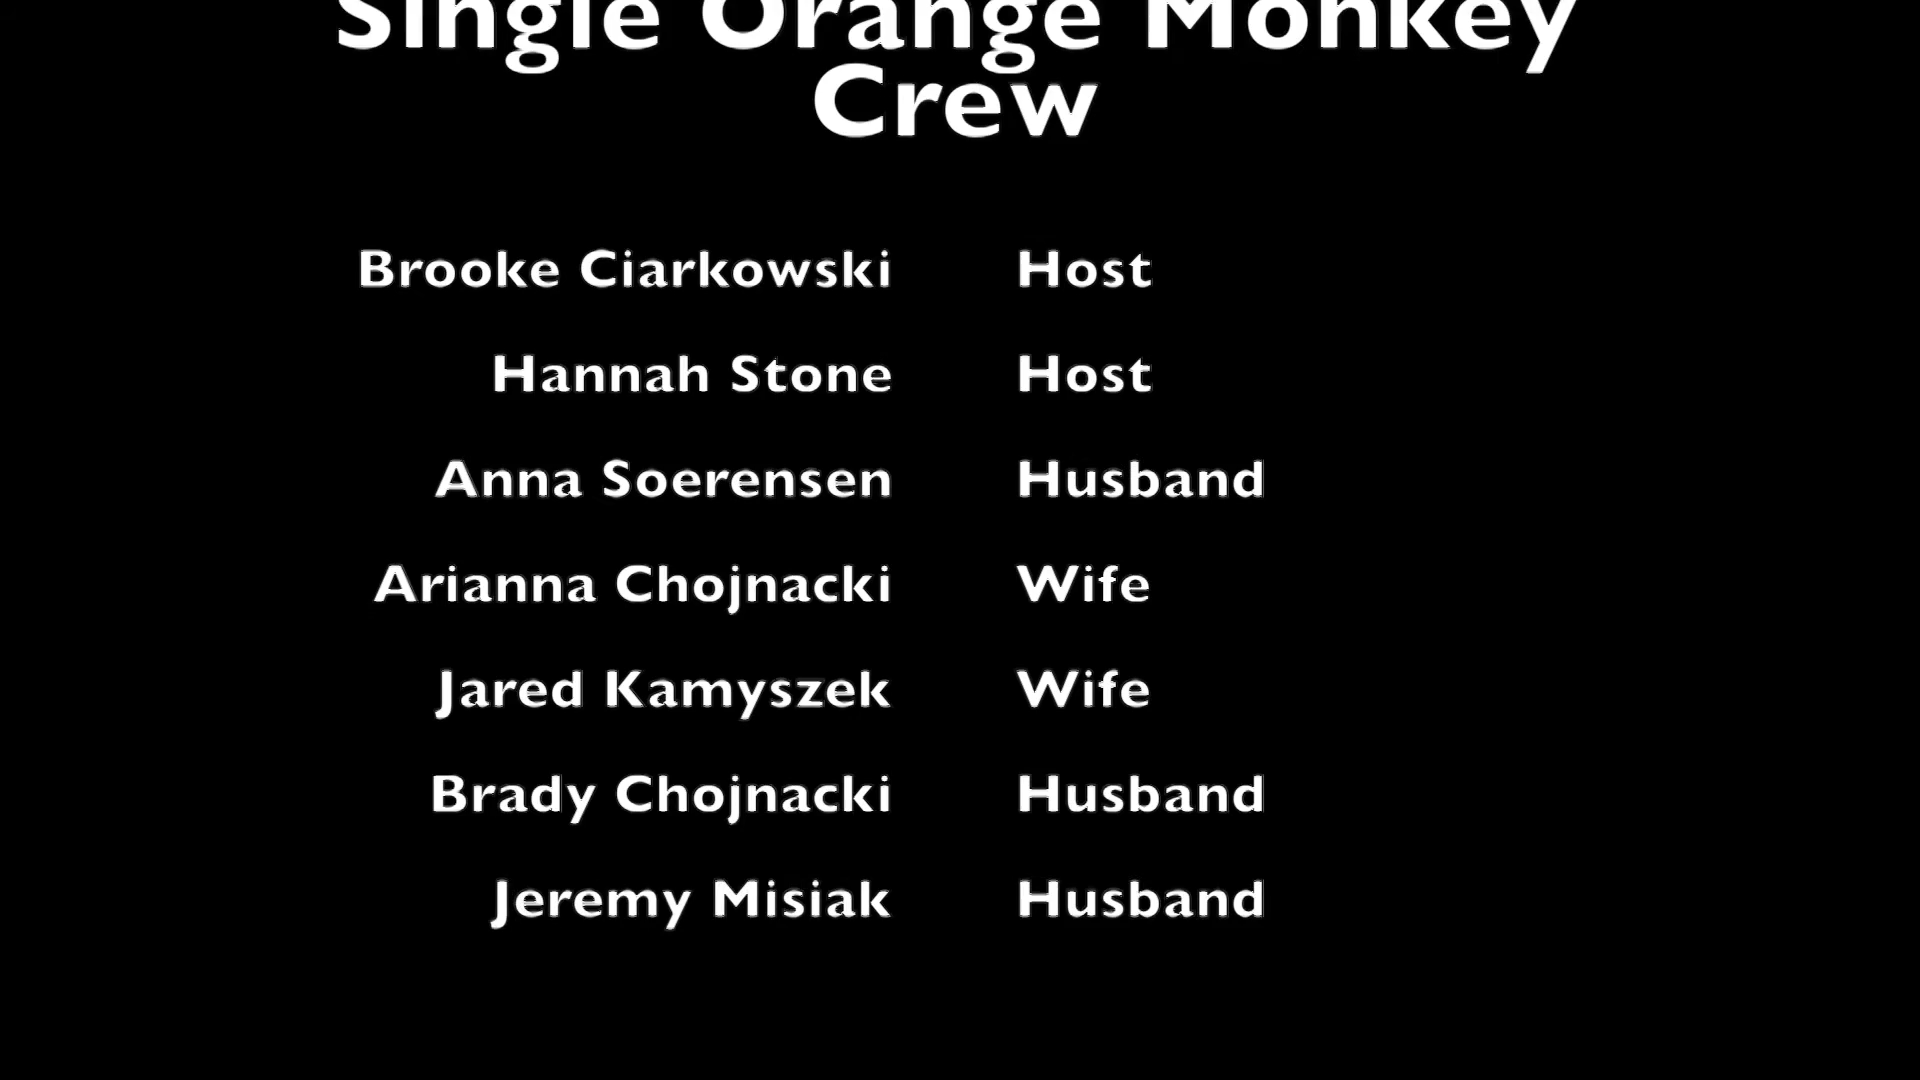 Single Orange Monkey
Crew
Brooke Ciarkowski Host
Hannah Stone Host
Anna Soerensen Husband
Arianna Chojnacki Wife
Jared Kamyszek Wife
Brady Chojnacki Husband
Jeremy Misiak Husband